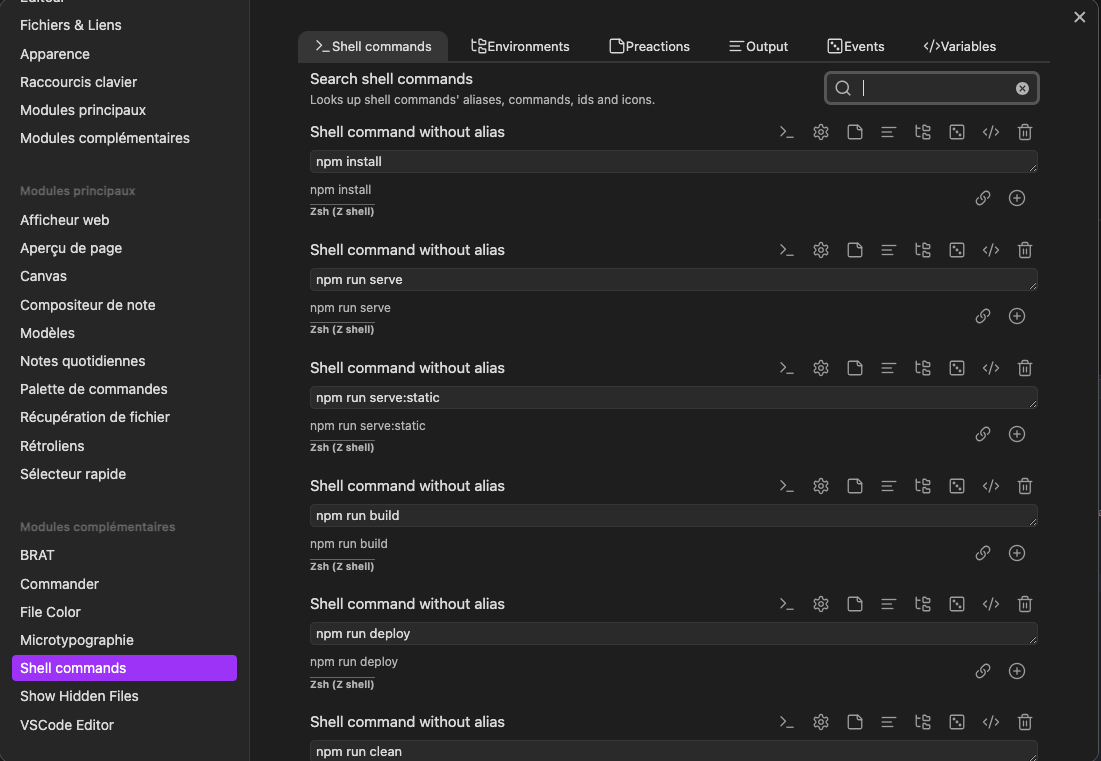 Fichiers & Liens
Apparence
Raccourcis clavier
Modules principaux
Modules complémentaires
Modules principaux
Afficheur web
Aperçu de page
Canvas
Compositeur de note
Modèles
Notes quotidiennes
Palette de commandes
Récupération de fichier
Rétroliens
Sélecteur rapide
Modules complémentaires
BRAT
Commander
File Color
Microtypographie
Shell commands
Show Hidden Files
VSCode Editor
Shell commands Environments Preactions Output Events Variables
Search shell commands
Looks up shell commands' aliases, commands, ids and icons.
Shell command without alias
npm install
npm install
Zsh (Z shell)
Shell command without alias
npm run serve
npm run serve
Zsh (Z shell)
Shell command without alias
npm run serve:static
npm run serve:static
Zsh (Z shell)
Shell command without alias
npm run build
npm run build
Zsh (Z shell)
Shell command without alias
npm run deploy
npm run deploy
Zsh (Z shell)
Shell command without alias
npm run clean